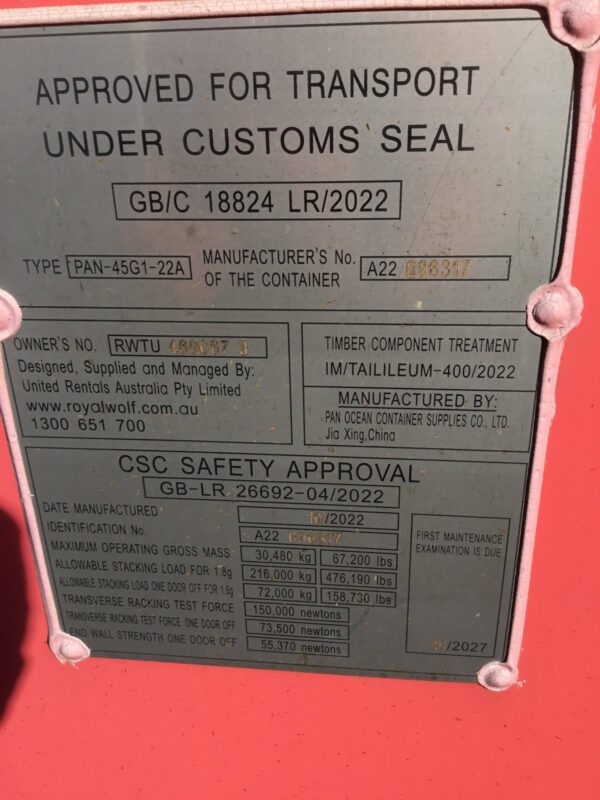 APPROVED FOR TRANSPORT
UNDER CUSTOMS SEAL
GB/C 18824 LR/2022
TYPE PAN-45G1-22A MANUFACTURER'S No. OF THE CONTAINER A22
OWNER'S NO. RWTU
Designed, Supplied and Managed By:
United Rentals Australia Pty Limited
www.royalwolf.com.au
1300 651 700
TIMBER COMPONENT TREATMENT
IM/TAILILEUM-400/2022
MANUFACTURED BY:
PAN OCEAN CONTAINER SUPPLIES CO., LTD.
Jia Xing,China
CSC SAFETY APPROVAL
GB-LR 26692-04/2022
DATE MANUFACTURED /2022
IDENTIFICATION No. A22
MAXIMUM OPERATING GROSS MASS 30,480 kg 67,200 lbs
ALLOWABLE STACKING LOAD FOR 1.8g 216,000 kg 476,190 lbs
ALLOWABLE STACKING LOAD ONE DOOR OFF FOR 1.8g 72,000 kg 158,730 lbs
TRANSVERSE RACKING TEST FORCE 150,000 newtons
TRANSVERSE RACKING TEST FORCE ONE DOOR OFF 73,500 newtons
END WALL STRENGTH ONE DOOR OFF 55,370 newtons
FIRST MAINTENANCE
EXAMINATION IS DUE
/2027